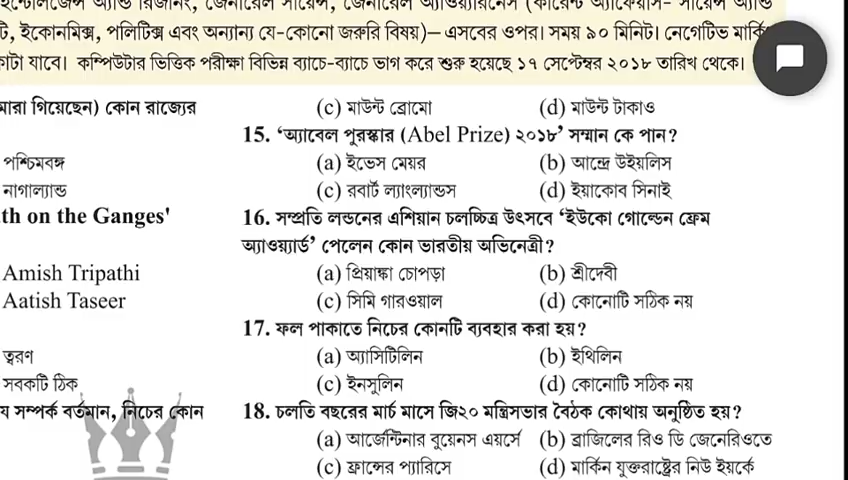 জেনারেল সায়েন্স, জেনারেল অ্যাওয়্যারনেস (কারেন্ট অ্যাফেয়ার্স- সায়েন্স অ্যান্ড
টি, ইকোনমিক্স, পলিটিক্স এবং অন্যান্য যে-কোনো জরুরি বিষয়)— এসবের ওপর। সময় ৯০ মিনিট। নেগেটিভ মার্কিং
কাটা যাবে। কম্পিউটার ভিত্তিক পরীক্ষা বিভিন্ন ব্যাচে-ব্যাচে ভাগ করে শুরু হয়েছে ১৭ সেপ্টেম্বর ২০১৮ তারিখ থেকে।
মারা গিয়েছেন) কোন রাজ্যের
পশ্চিমবঙ্গ
নাগাল্যান্ড
th on the Ganges'
Amish Tripathi
Aatish Taseer
ত্বরণ
সবকটি ঠিক
য সম্পর্ক বর্তমান, নিচের কোন
(c) মাউন্ট ব্রোমো (d) মাউন্ট টাকাও
15. ‘অ্যাবেল পুরস্কার (Abel Prize) ২০১৮’ সম্মান কে পান?
(a) ইভেস মেয়র (b) আন্দ্রে উইয়লিস
(c) রবার্ট ল্যাংল্যান্ডস (d) ইয়াকোব সিনাই
16. সম্প্রতি লন্ডনের এশিয়ান চলচ্চিত্র উৎসবে ‘ইউকো গোল্ডেন ফ্রেম
অ্যাওয়্যার্ড’ পেলেন কোন ভারতীয় অভিনেত্রী?
(a) প্রিয়াঙ্কা চোপড়া (b) শ্রীদেবী
(c) সিমি গারওয়াল (d) কোনোটি সঠিক নয়
17. ফল পাকাতে নিচের কোনটি ব্যবহার করা হয়?
(a) অ্যাসিটিলিন (b) ইথিলিন
(c) ইনসুলিন (d) কোনোটি সঠিক নয়
18. চলতি বছরের মার্চ মাসে জি২০ মন্ত্রিসভার বৈঠক কোথায় অনুষ্ঠিত হয়?
(a) আর্জেন্টিনার বুয়েনস এয়ার্সে (b) ব্রাজিলের রিও ডি জেনেরিওতে
(c) ফ্রান্সের প্যারিসে (d) মার্কিন যুক্তরাষ্ট্রের নিউ ইয়র্কে